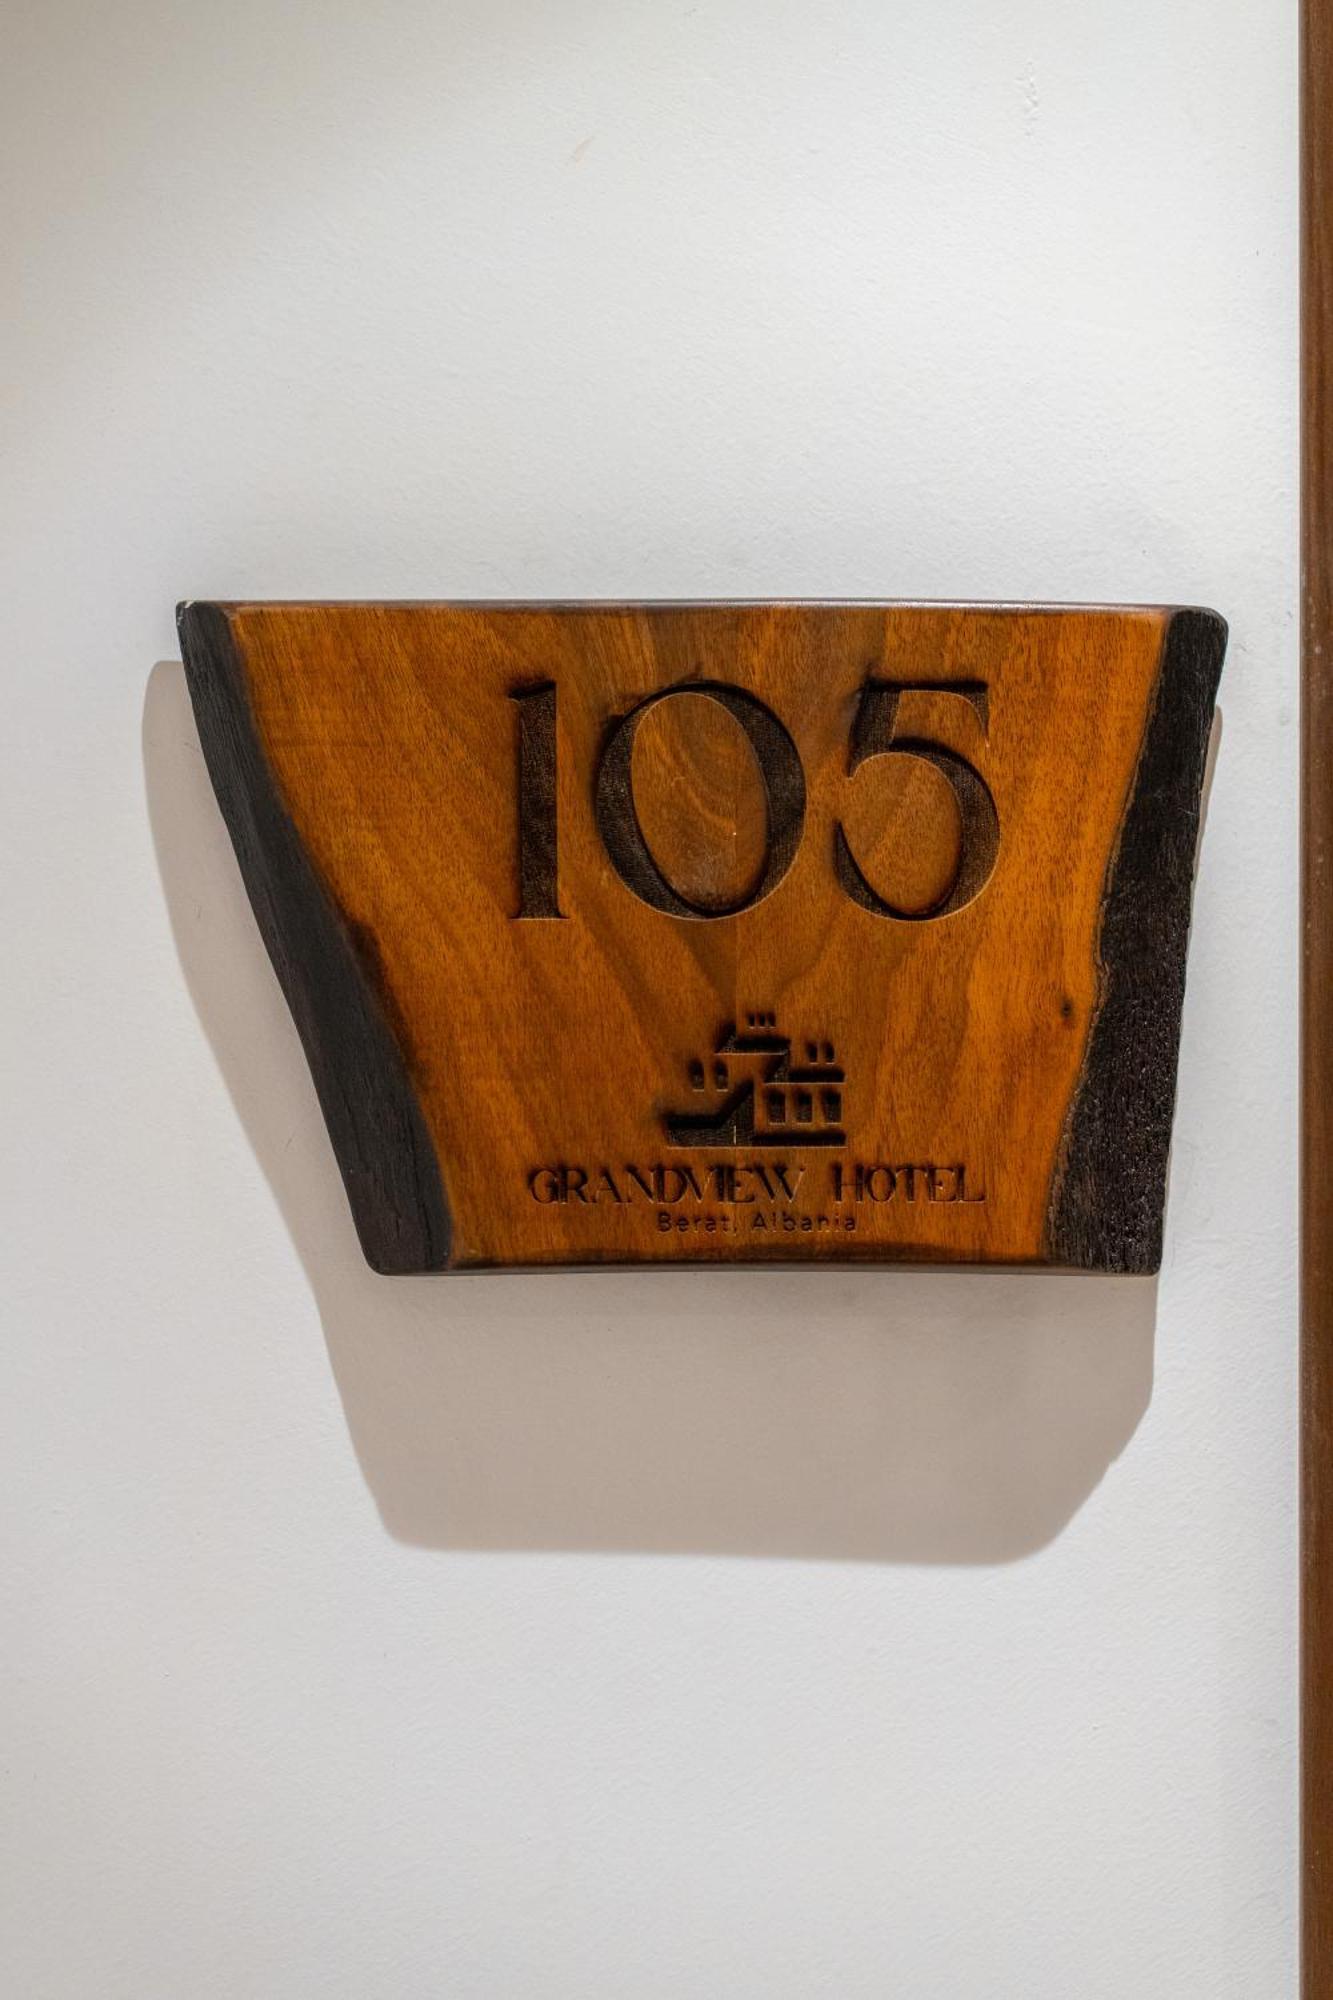 105
GRANDVIEW HOTEL
Berat, Albania